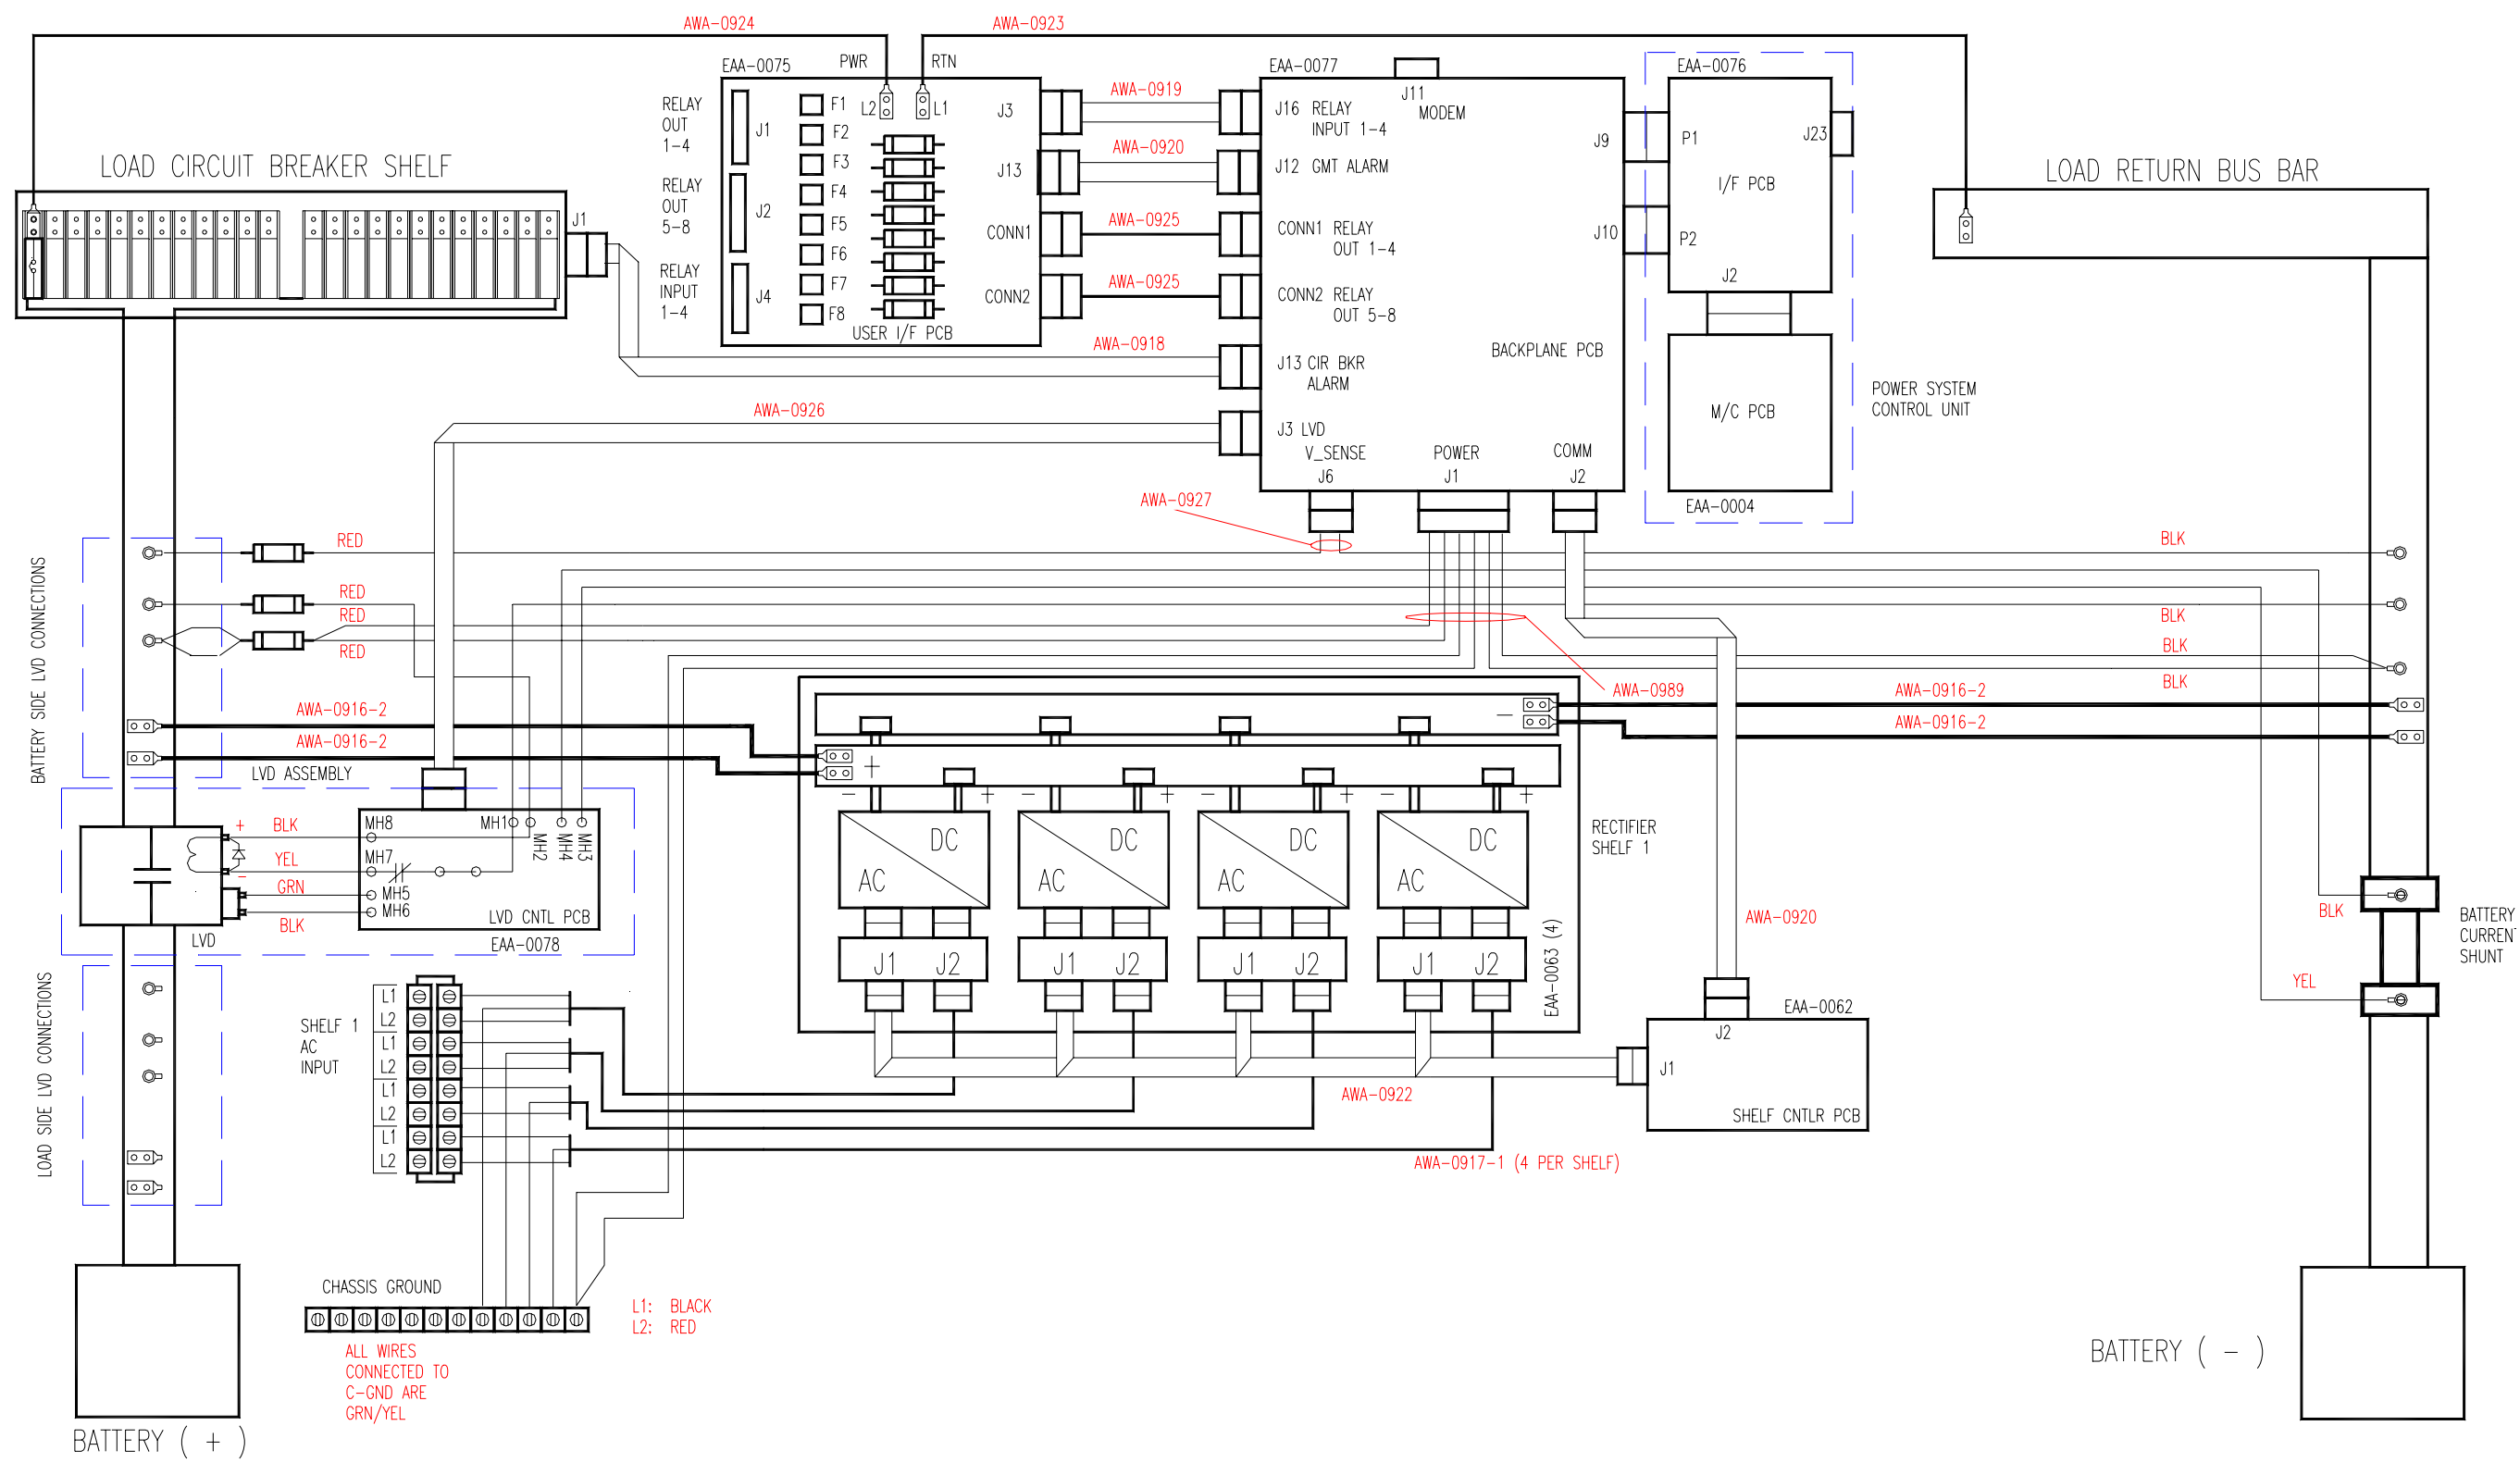 AWA-0924
AWA-0923
PWR
RTN
EAA-0075
RELAY
OUT
1-4
RELAY
OUT
5-8
RELAY
INPUT
1-4
J1
J2
J4
F1
F2
F3
F4
F5
F6
F7
F8
L2
L1
J3
J13
CONN1
CONN2
USER I/F PCB
AWA-0919
AWA-0920
AWA-0925
AWA-0925
AWA-0918
AWA-0926
EAA-0077
J11
MODEM
J16 RELAY
INPUT 1-4
J12 GMT ALARM
CONN1 RELAY
OUT 1-4
CONN2 RELAY
OUT 5-8
J13 CIR BKR
ALARM
J3 LVD
V_SENSE
J6
POWER
J1
COMM
J2
BACKPLANE PCB
J9
J10
EAA-0076
P1
P2
I/F PCB
J23
J2
M/C PCB
EAA-0004
POWER SYSTEM
CONTROL UNIT
LOAD CIRCUIT BREAKER SHELF
J1
LOAD RETURN BUS BAR
AWA-0927
BATTERY SIDE LVD CONNECTIONS
RED
RED
RED
RED
BLK
BLK
BLK
BLK
AWA-0989
AWA-0916-2
AWA-0916-2
AWA-0916-2
AWA-0916-2
LVD ASSEMBLY
+
BLK
YEL
-
GRN
BLK
LVD
MH8
MH7
MH5
MH6
MH1
MH2
MH4
MH3
LVD CNTL PCB
EAA-0078
-
+
- + - + - + - +
DC
AC
DC
AC
DC
AC
DC
AC
J1 J2
J1 J2
J1 J2
J1 J2
RECTIFIER
SHELF 1
EAA-0063 (4)
AWA-0920
BLK
YEL
BATTERY
CURREN
SHUNT
EAA-0062
J2
J1
SHELF CNTLR PCB
AWA-0922
AWA-0917-1 (4 PER SHELF)
LOAD SIDE LVD CONNECTIONS
SHELF 1
AC
INPUT
L1
L2
L1
L2
L1
L2
L1
L2
CHASSIS GROUND
L1: BLACK
L2: RED
ALL WIRES
CONNECTED TO
C-GND ARE
GRN/YEL
BATTERY ( + )
BATTERY ( - )